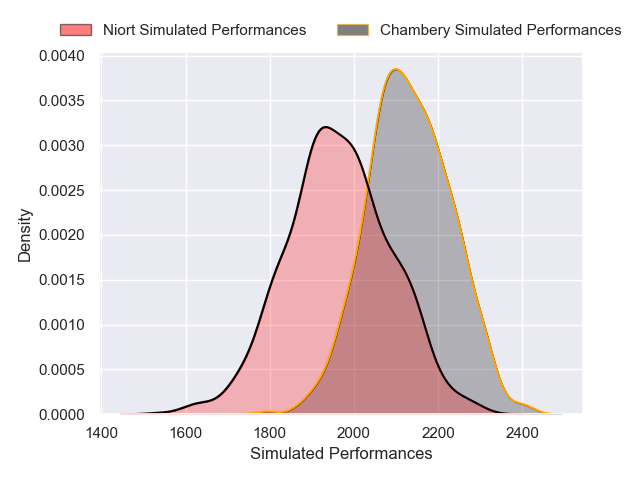 Niort Simulated Performances Chambery Simulated Performances
0.0040
0.0035
0.0030
0.0025
0.0020
0.0015
0.0010
0.0005
0.0000
Density
1400 1600 1800 2000 2200 2400
Simulated Performances